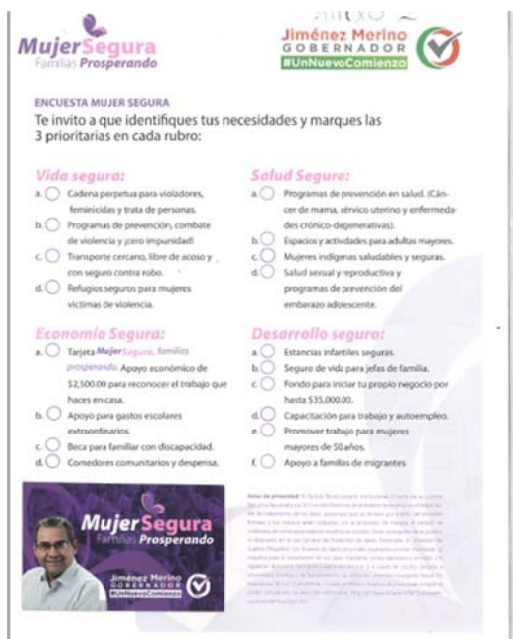 MujerSegura
Familias Prosperando
Jiménez Merino
GOBERNADOR
#UnNuevoComienzo
ENCUESTA MUJER SEGURA
Te invito a que identifiques tus necesidades y marques las
3 prioritarias en cada rubro:
Vida segura:
a. Cadena perpetua para violadores,
feminicidas y trata de personas.
b. Programas de prevención, combate
de violencia y ¡cero impunidad!
c. Transporte cercano, libre de acoso y
con seguro contra robo.
d. Refugios seguros para mujeres
víctimas de violencia.
Salud Segure:
a. Programas de prevención en salud. (Cán-
cer de mama, sérvico uterino y enfermeda-
des crónico-degenerativas).
b. Espacios y actividades para adultas mayores.
c. Mujeres indígenas saludables y seguras.
d. Salud sexual y reproductiva y
programas de prevención del
embarazo adoescente.
Economía Segura:
a. Tarjeta MujerSegura, familias
prosperando. Apoyo económico de
$2,500.00 para reconocer el trabajo que
haces en casa.
b. Apoyo para gastos escolares
extraordinarios.
c. Beca para familiar con discapacidad.
d. Comedores comunitarios y despensa.
Desarrollo seguro:
a. Estancias infantiles seguras.
b. Seguro de vida para jefas de familia.
c. Fondo para iniciar tu propio negocio por
hasta $35,000.00.
d. Capacitación para trabajo y autoempleo.
e. Promover trabajo para mujeres
mayores de 50 años.
f. Apoyo a familias de migrantes
MujerSegura
Familias Prosperando
Jiménez Merino
GOBERNADOR
#UnNuevoComienzo
Aviso de privacidad: